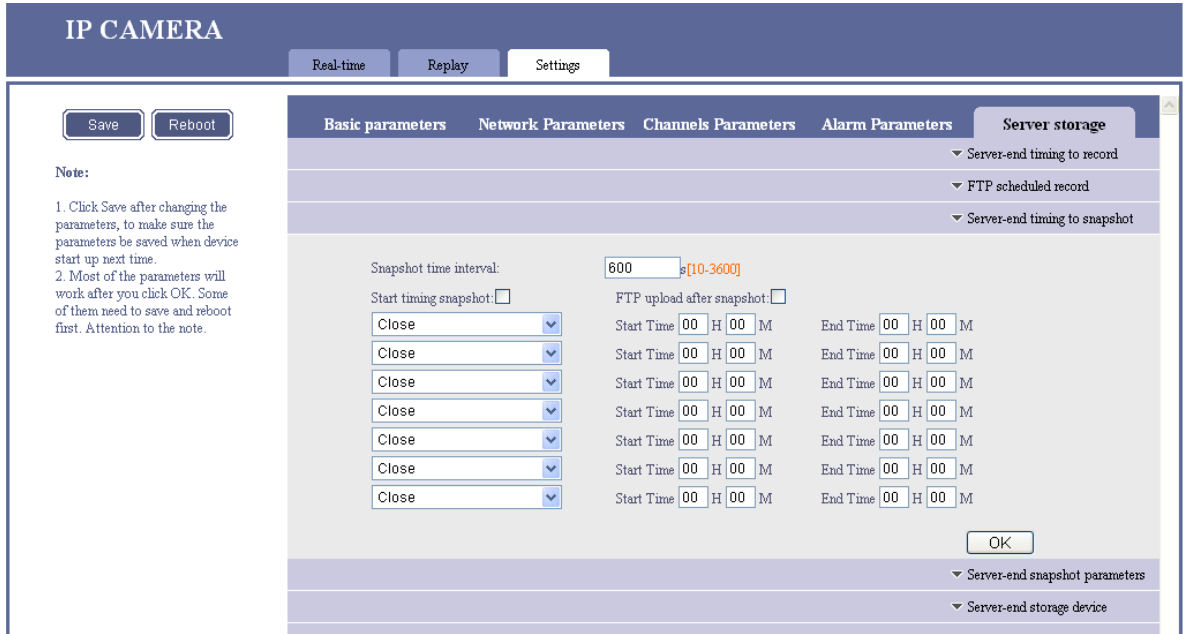 IP CAMERA
Real-time Replay Settings
Save Reboot
Basic parameters Network Parameters Channels Parameters Alarm Parameters Server storage
Server-end timing to record
Note:
FTP scheduled record
1. Click Save after changing the
parameters, to make sure the
parameters be saved when device
start up next time.
2. Most of the parameters will
work after you click OK. Some
of them need to save and reboot
first. Attention to the note.
Server-end timing to snapshot
Snapshot time interval: 600 s[10-3600]
Start timing snapshot: FTP upload after snapshot:
Close Start Time 00 H 00 M End Time 00 H 00 M
Close Start Time 00 H 00 M End Time 00 H 00 M
Close Start Time 00 H 00 M End Time 00 H 00 M
Close Start Time 00 H 00 M End Time 00 H 00 M
Close Start Time 00 H 00 M End Time 00 H 00 M
Close Start Time 00 H 00 M End Time 00 H 00 M
Close Start Time 00 H 00 M End Time 00 H 00 M
OK
Server-end snapshot parameters
Server-end storage device